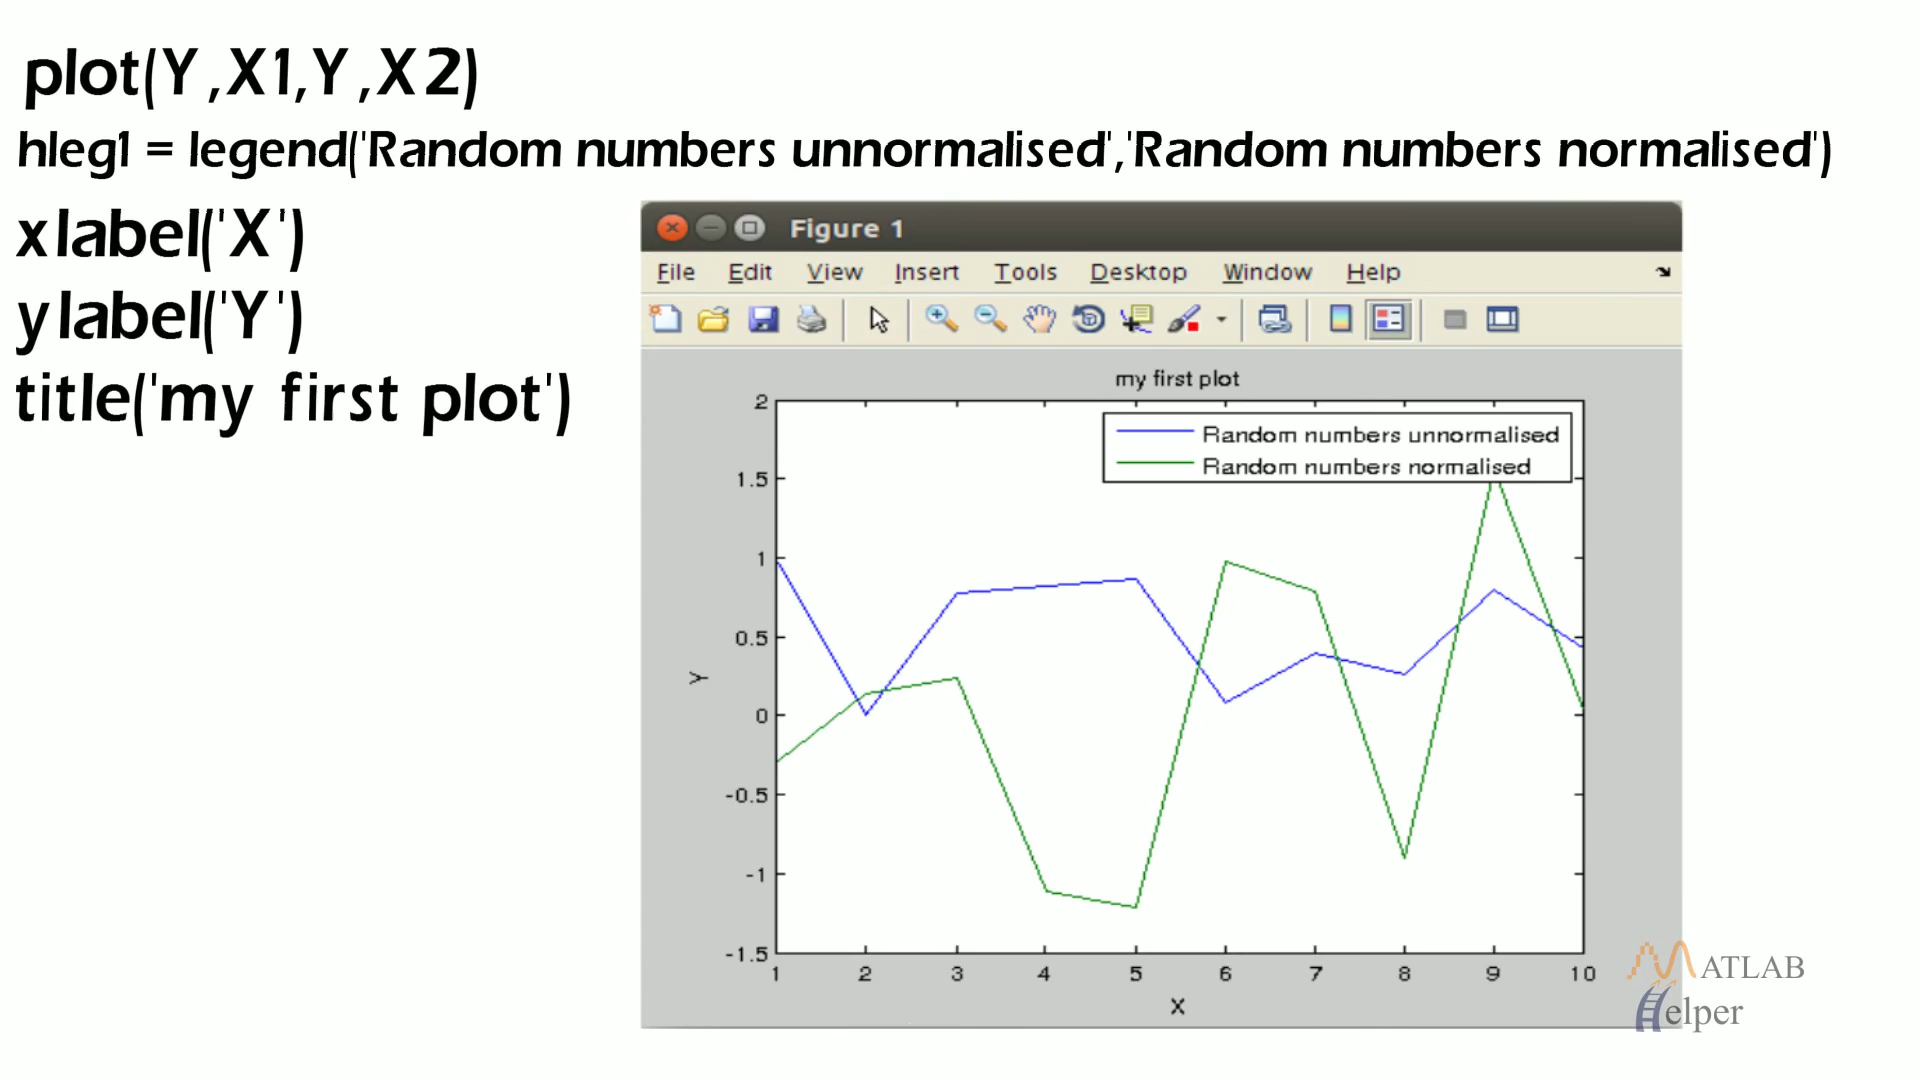 plot(Y,X1,Y,X2)
hleg1 = legend('Random numbers unnormalised','Random numbers normalised')
xlabel('X')
ylabel('Y')
title('my first plot')
Figure 1
File Edit View Insert Tools Desktop Window Help
my first plot
Random numbers unnormalised
Random numbers normalised
2
1.5
1
0.5
0
-0.5
-1
-1.5
Y
1 2 3 4 5 6 7 8 9 10
X
MATLAB
Helper